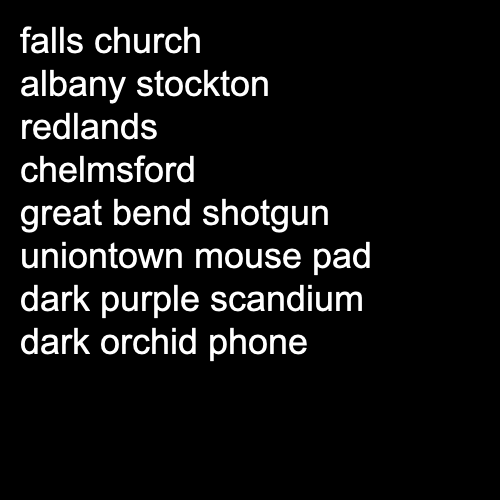 falls church
albany stockton
redlands
chelmsford
great bend shotgun
uniontown mouse pad
dark purple scandium
dark orchid phone